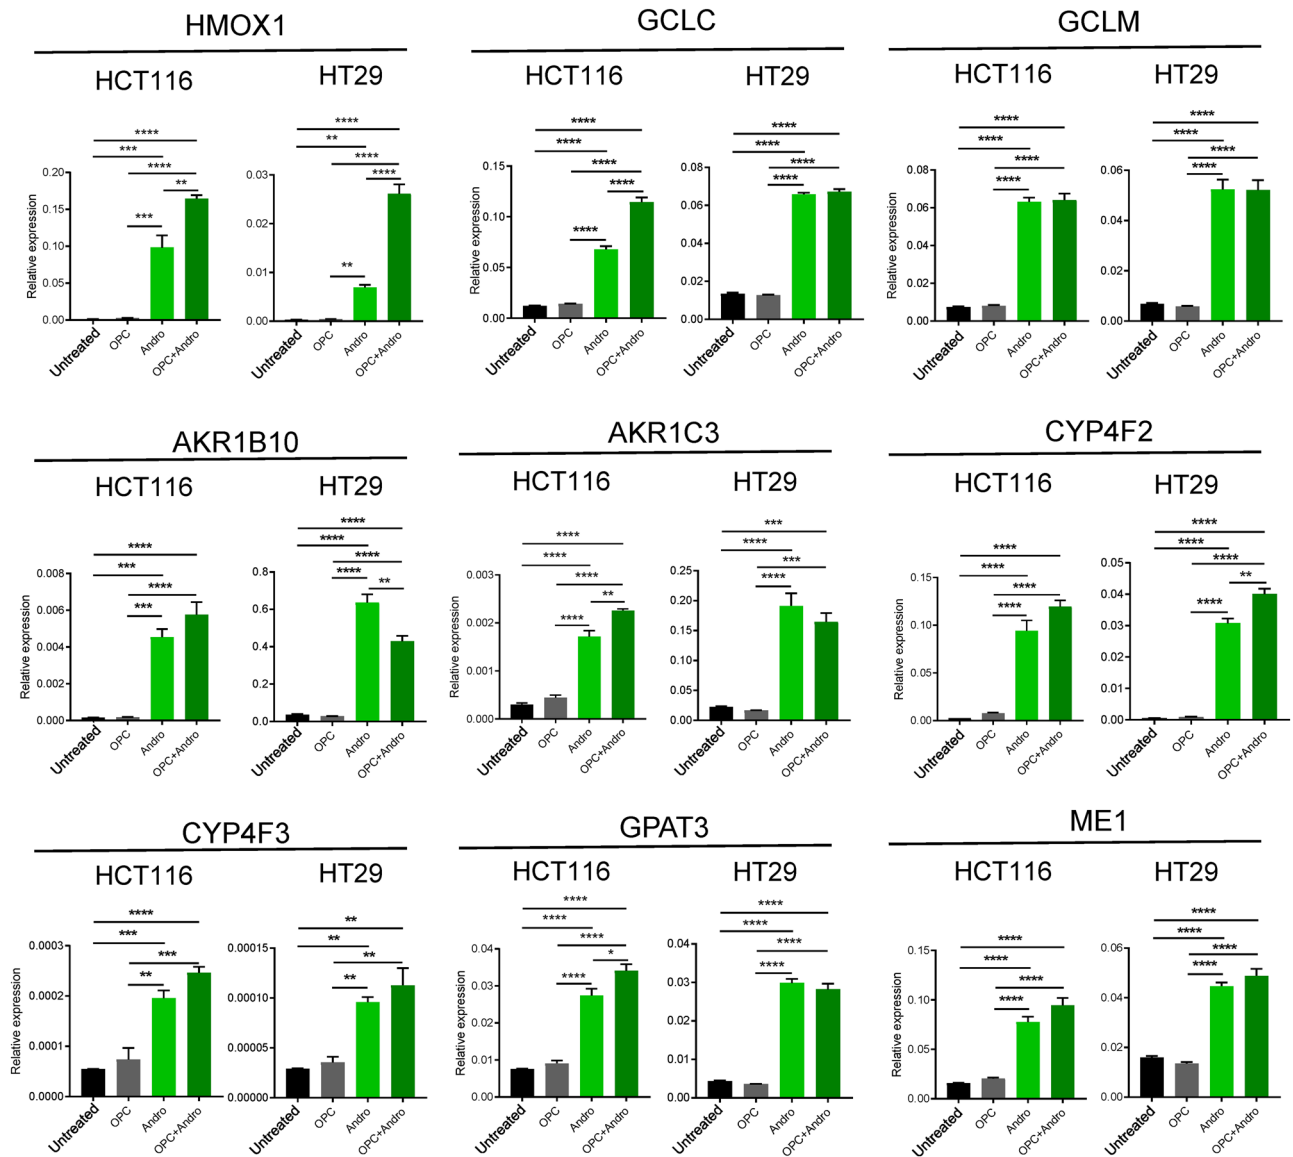 HMOX1
HCT116
HT29
Relative expression
0.20
0.15
0.10
0.05
0.00
****
***
****
**
***
Untreated
OPC
Andro
OPC+Andro
0.03
0.02
0.01
0.00
****
**
****
****
**
Untreated
OPC
Andro
OPC+Andro
GCLC
HCT116
HT29
Relative expression
0.15
0.10
0.05
0.00
****
****
****
****
****
Untreated
OPC
Andro
OPC+Andro
0.08
0.06
0.04
0.02
0.00
****
****
****
****
Untreated
OPC
Andro
OPC+Andro
GCLM
HCT116
HT29
Relative expression
0.08
0.06
0.04
0.02
0.00
****
****
****
****
Untreated
OPC
Andro
OPC+Andro
0.06
0.04
0.02
0.00
****
****
****
****
Untreated
OPC
Andro
OPC+Andro
AKR1B10
HCT116
HT29
Relative expression
0.008
0.006
0.004
0.002
0.000
****
***
****
***
Untreated
OPC
Andro
OPC+Andro
0.8
0.6
0.4
0.2
0.0
****
****
****
****
**
Untreated
OPC
Andro
OPC+Andro
AKR1C3
HCT116
HT29
Relative expression
0.003
0.002
0.001
0.000
****
****
****
**
****
Untreated
OPC
Andro
OPC+Andro
0.25
0.20
0.15
0.10
0.05
0.00
***
****
***
****
Untreated
OPC
Andro
OPC+Andro
CYP4F2
HCT116
HT29
Relative expression
0.15
0.10
0.05
0.00
****
****
****
****
Untreated
OPC
Andro
OPC+Andro
0.05
0.04
0.03
0.02
0.01
0.00
****
****
****
**
****
Untreated
OPC
Andro
OPC+Andro
CYP4F3
HCT116
HT29
Relative expression
0.0003
0.0002
0.0001
0.0000
****
***
***
**
Untreated
OPC
Andro
OPC+Andro
0.00015
0.00010
0.00005
0.00000
**
**
**
**
Untreated
OPC
Andro
OPC+Andro
GPAT3
HCT116
HT29
Relative expression
0.04
0.03
0.02
0.01
0.00
****
****
****
*
****
Untreated
OPC
Andro
OPC+Andro
0.04
0.03
0.02
0.01
0.00
****
****
****
****
Untreated
OPC
Andro
OPC+Andro
ME1
HCT116
HT29
Relative expression
0.15
0.10
0.05
0.00
****
****
****
****
Untreated
OPC
Andro
OPC+Andro
0.06
0.04
0.02
0.00
****
****
****
****
Untreated
OPC
Andro
OPC+Andro